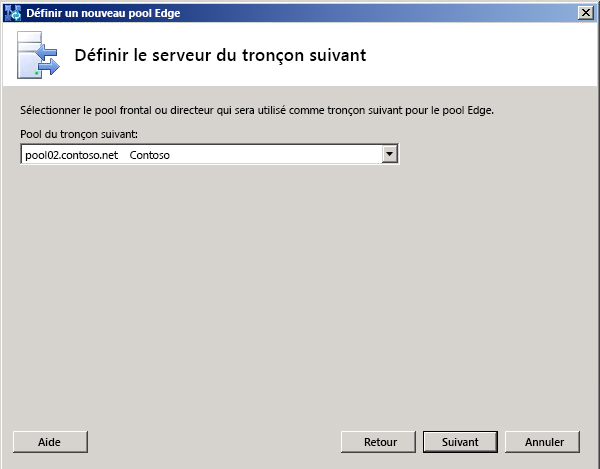 Définir un nouveau pool Edge
Définir le serveur du tronçon suivant
Sélectionner le pool frontal ou directeur qui sera utilisé comme tronçon suivant pour le pool Edge.
Pool du tronçon suivant:
pool02.contoso.net Contoso
Aide Retour Suivant Annuler